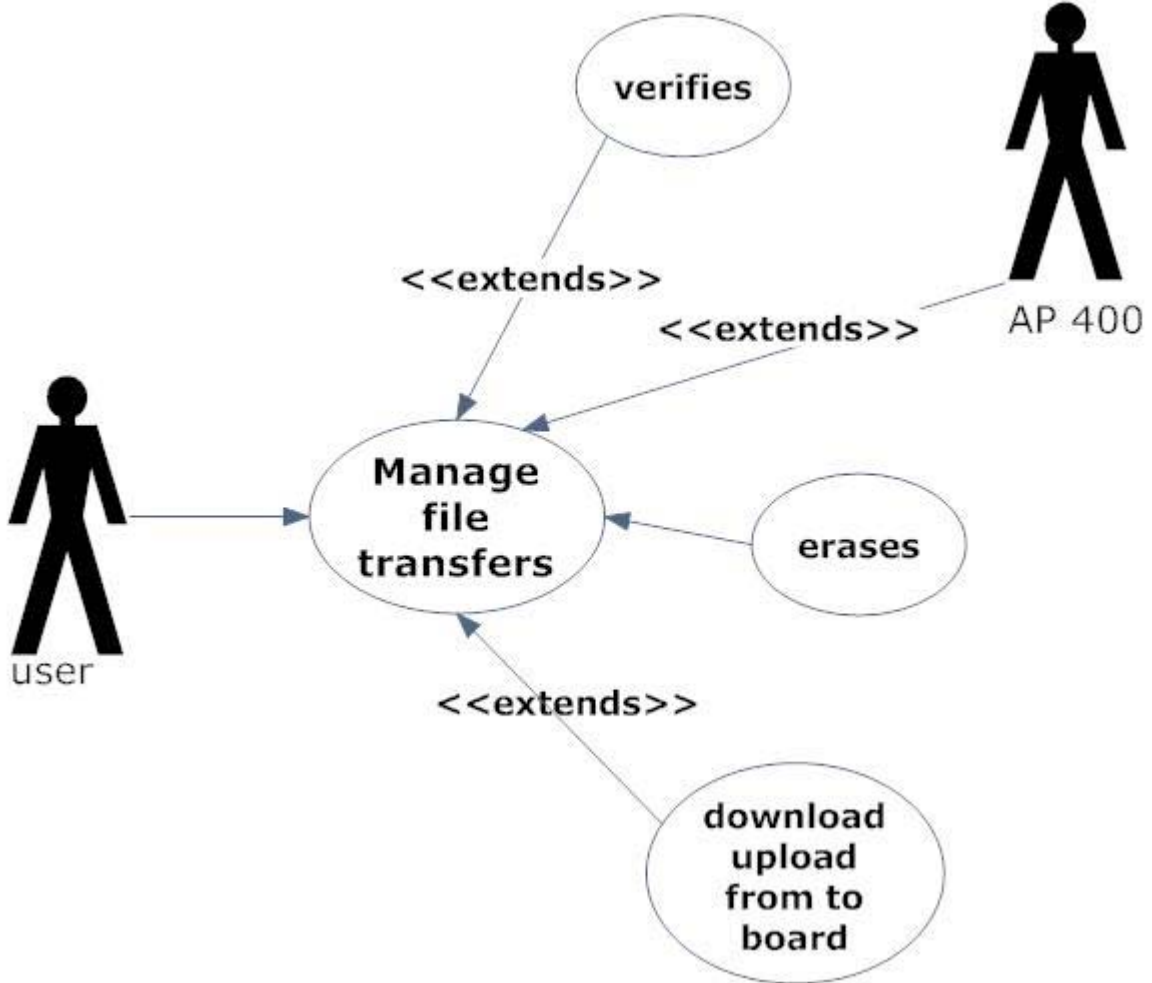 verifies
<<extends>>
<<extends>>
AP 400
Manage
file
transfers
erases
user
<<extends>>
download
upload
from to
board